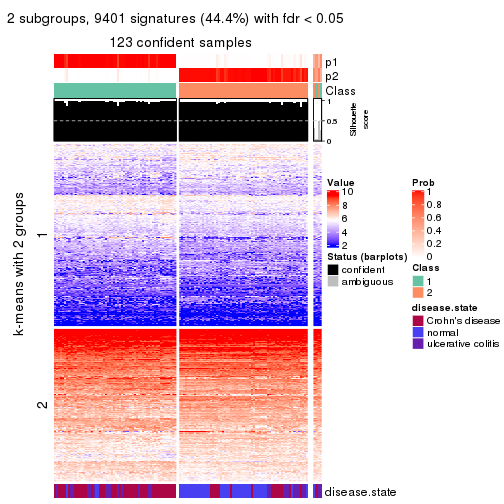 2 subgroups, 9401 signatures (44.4%) with fdr < 0.05
123 confident samples
p1
p2
Class
1
0.5
0
Silhouette
score
k-means with 2 groups
1
2
disease.state
Value
10
8
6
4
2
Status (barplots)
confident
ambiguous
Prob
1
0.8
0.6
0.4
0.2
0
Class
1
2
disease.state
Crohn's disease
normal
ulcerative colitis